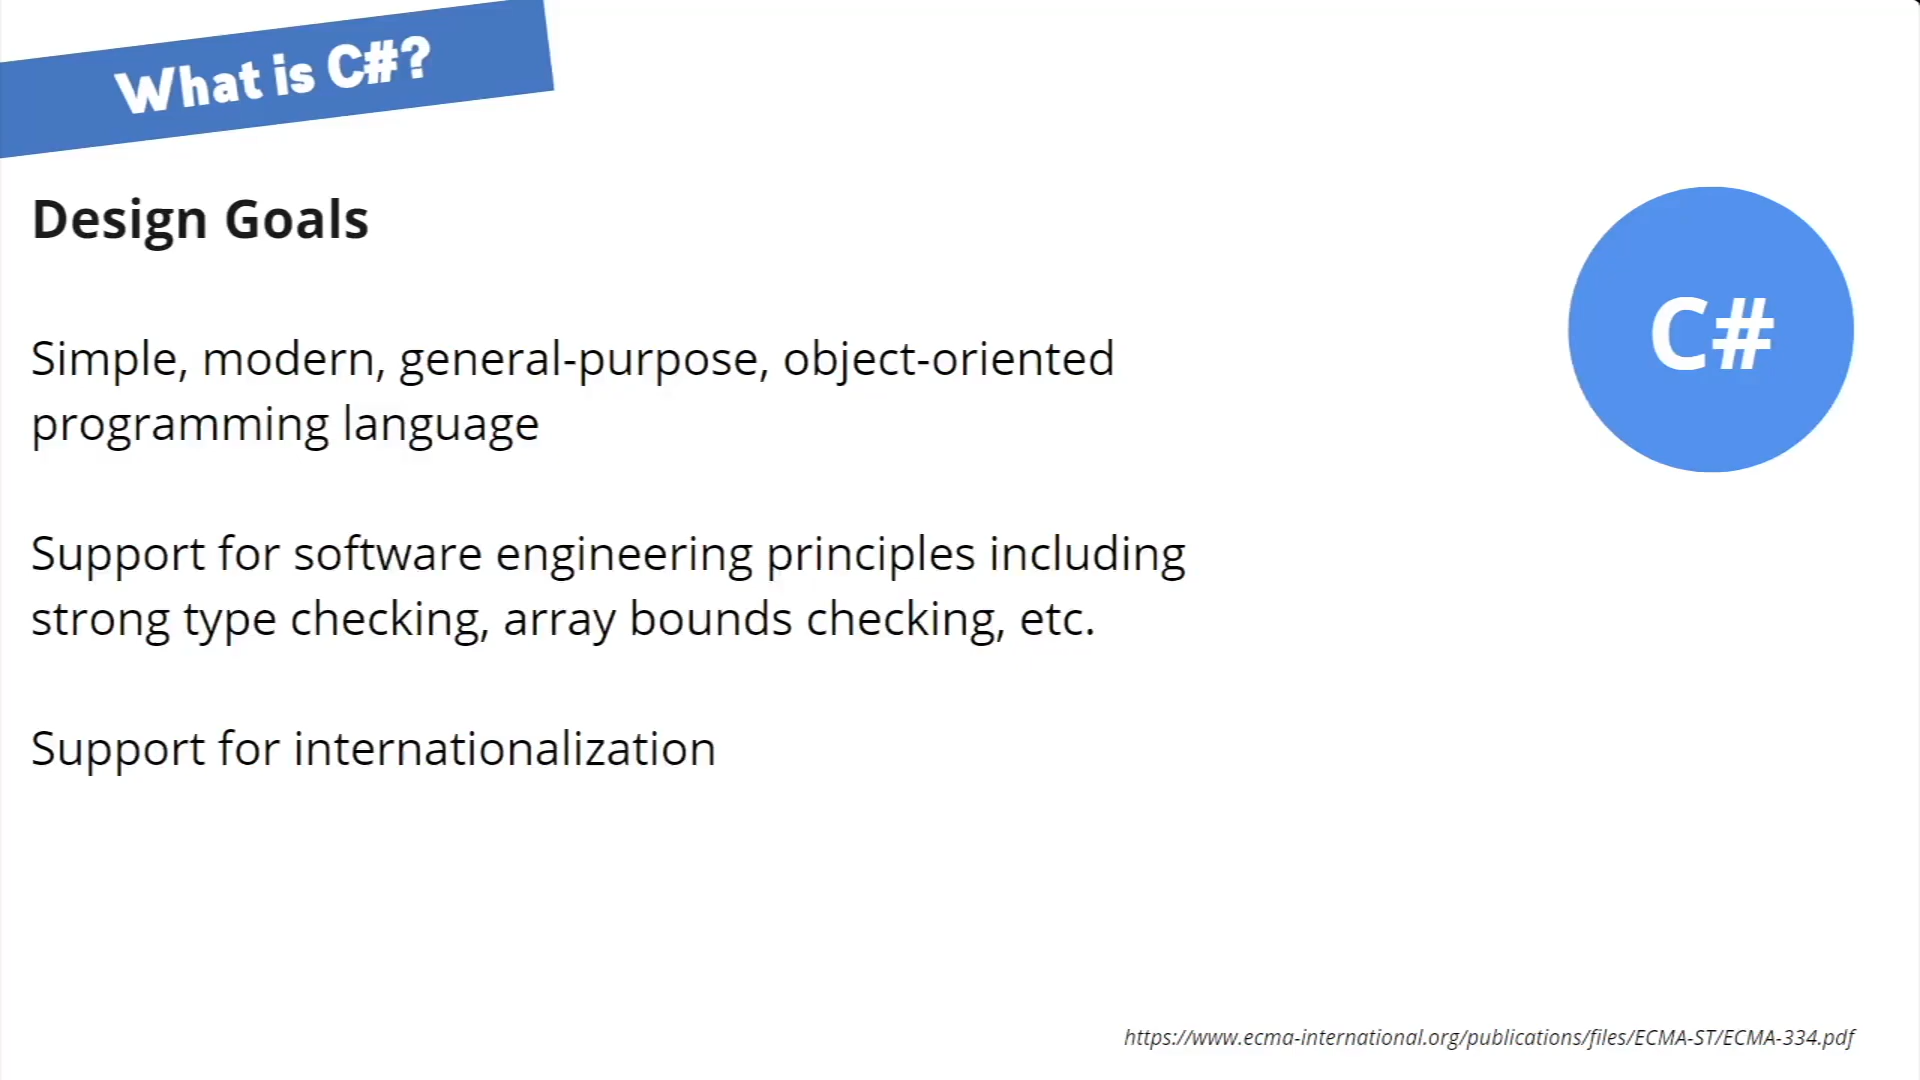 What is C#?
Design Goals
C#
Simple, modern, general-purpose, object-oriented
programming language
Support for software engineering principles including
strong type checking, array bounds checking, etc.
Support for internationalization
https://www.ecma-international.org/publications/files/ECMA-ST/ECMA-334.pdf